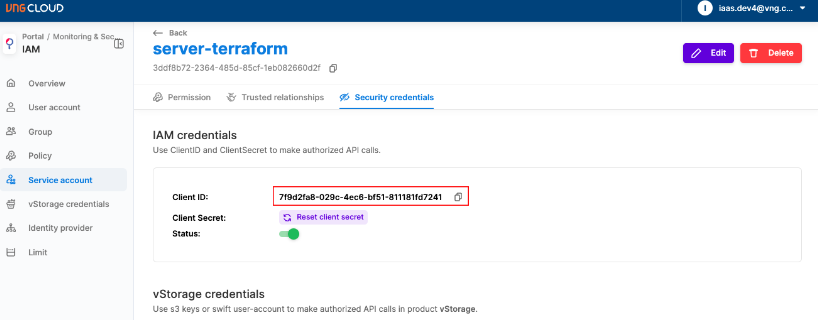 VNG CLOUD
I
iaas.dev4@vng.c...
Portal / Monitoring & Sec...
IAM
Overview
User account
Group
Policy
Service account
vStorage credentials
Identity provider
Limit
Back
server-terraform
3ddf8b72-2364-485d-85cf-1eb082660d2f
Edit
Delete
Permission
Trusted relationships
Security credentials
IAM credentials
Use ClientID and ClientSecret to make authorized API calls.
Client ID:
7f9d2fa8-029c-4ec6-bf51-811181fd7241
Client Secret:
Reset client secret
Status:
vStorage credentials
Use s3 keys or swift user-account to make authorized API calls in product vStorage.